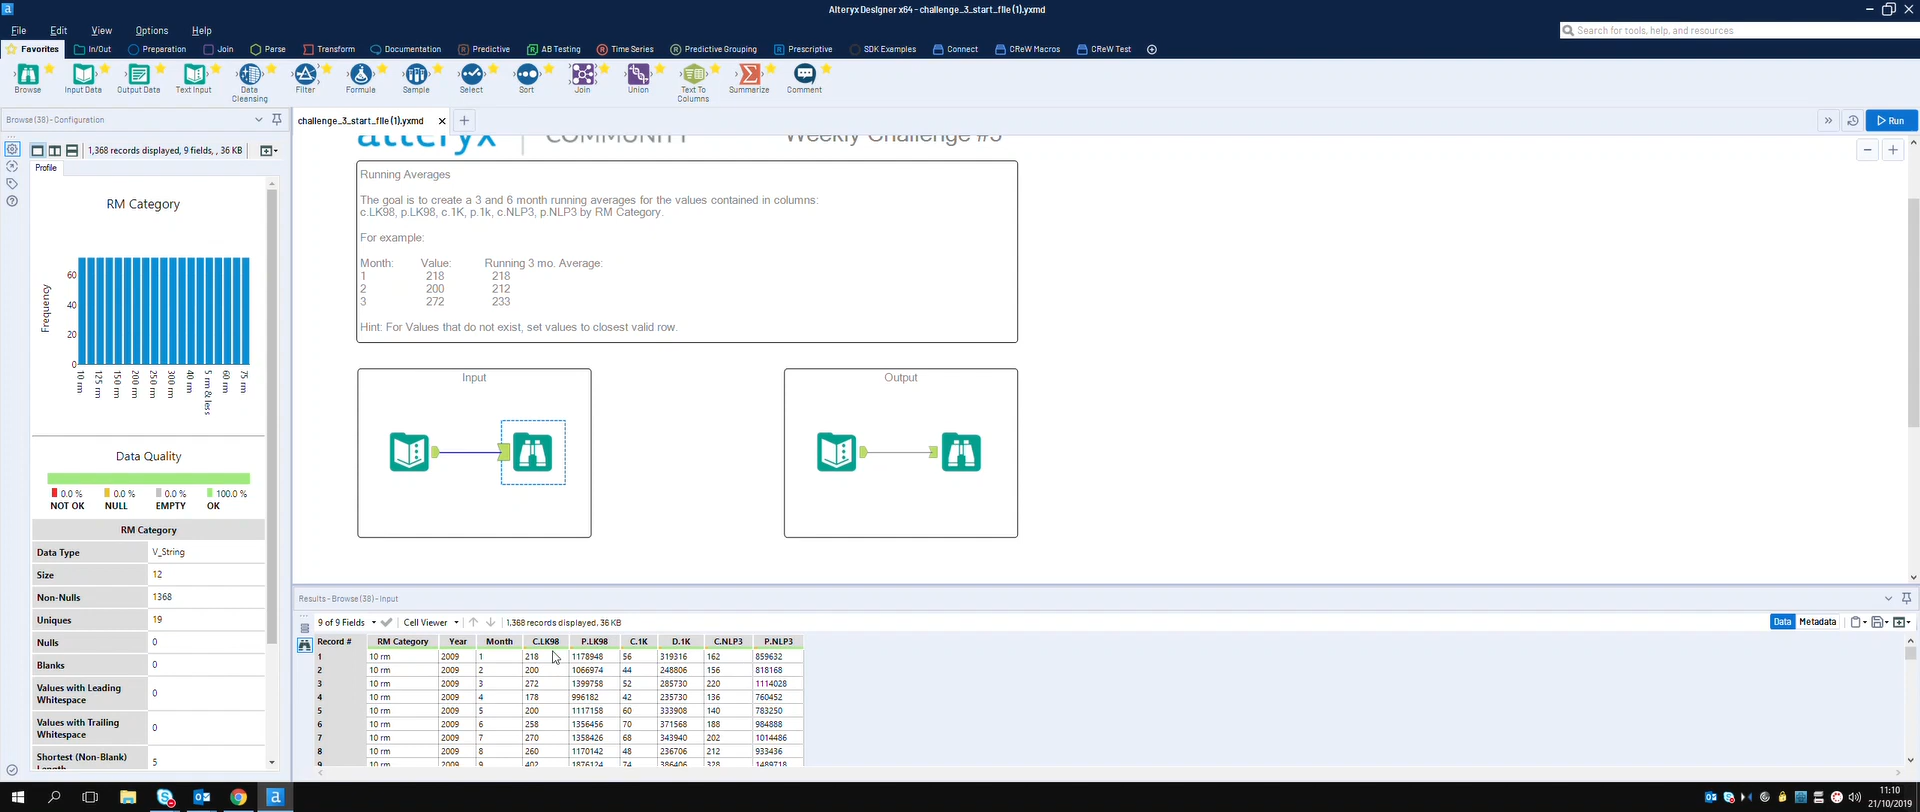 Alteryx Designer x64 - challenge_3_start_file (1).yxmd
File Edit View Options Help
Search for tools, help, and resources
Favorites In/Out Preparation Join Parse Transform Documentation Predictive AB Testing Time Series Predictive Grouping Prescriptive SDK Examples Connect CReW Macros CReW Test
Browse Input Data Output Data Text Input Data Cleansing Filter Formula Sample Select Sort Join Union Text To Columns Summarize Comment
Browse (38) - Configuration
challenge_3_start_file (1).yxmd
Run
1,368 records displayed, 9 fields, , 36 KB
Profile
RM Category
Frequency
60
40
20
0
10 rm
125 rm
150 rm
200 rm
250 rm
300 rm
40 rm
5 rm & less
60 rm
75 rm
Data Quality
0.0 % 0.0 % 0.0 % 100.0 %
NOT OK NULL EMPTY OK
RM Category
Data Type V_String
Size 12
Non-Nulls 1368
Uniques 19
Nulls 0
Blanks 0
Values with Leading Whitespace 0
Values with Trailing Whitespace 0
Shortest (Non-Blank) Length 5
alteryx COMMUNITY Weekly Challenge #3
Running Averages
The goal is to create a 3 and 6 month running averages for the values contained in columns:
c.LK98, p.LK98, c.1K, p.1k, c.NLP3, p.NLP3 by RM Category.
For example:
Month: Value: Running 3 mo. Average:
1 218 218
2 200 212
3 272 233
Hint: For Values that do not exist, set values to closest valid row.
Input
Output
Results - Browse (38) - Input
9 of 9 Fields Cell Viewer 1,368 records displayed, 36 KB
Data Metadata
Record # RM Category Year Month C.LK98 P.LK98 C.1K D.1K C.NLP3 P.NLP3
1 10 rm 2009 1 218 1178948 56 319316 162 859632
2 10 rm 2009 2 200 1066974 44 248806 156 818168
3 10 rm 2009 3 272 1399758 52 285730 220 1114028
4 10 rm 2009 4 178 996182 42 235730 136 760452
5 10 rm 2009 5 200 1117158 60 333908 140 783250
6 10 rm 2009 6 258 1356456 70 371568 188 984888
7 10 rm 2009 7 270 1358426 68 343940 202 1014486
8 10 rm 2009 8 260 1170142 48 236706 212 933436
9 10 rm 2009 9 402 1876124 74 386406 328 1489718
11:10
21/10/2019